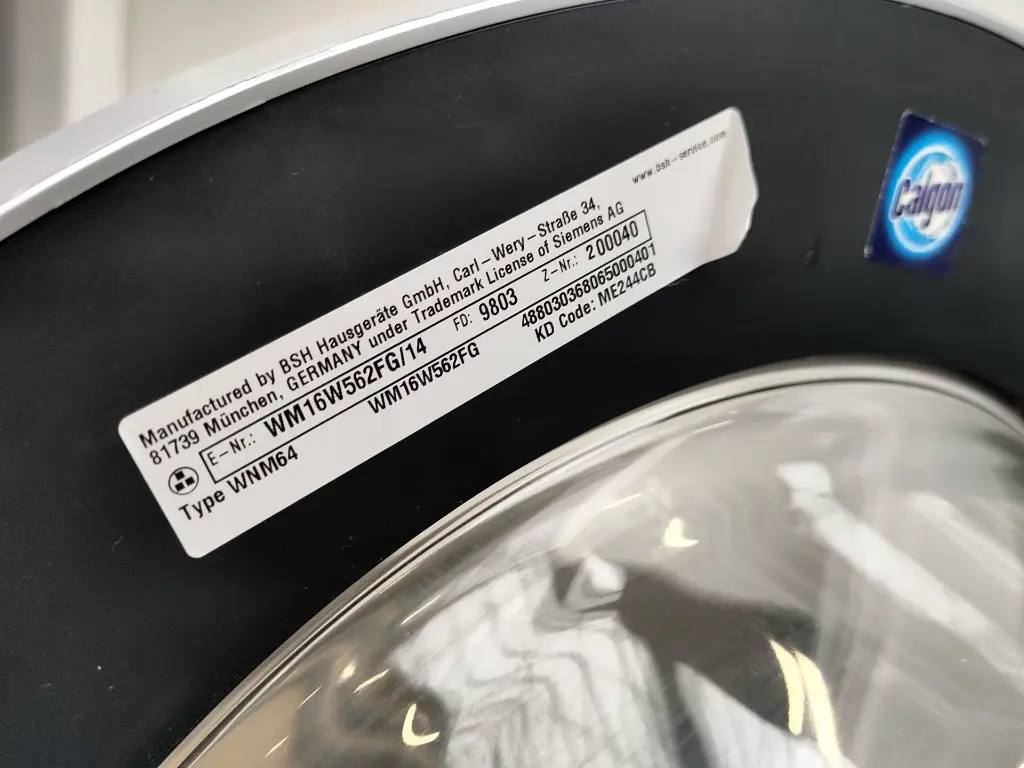 www.bsh-service.com
Manufactured by BSH Hausgeräte GmbH, Carl-Wery-Straße 34,
81739 München, GERMANY under Trademark License of Siemens AG
E-Nr.: WM16W562FG/14 FD: 9803 Z-Nr.: 200040
Type WNM64 WM16W562FG 488030368065000401
KD Code: ME244CB
Calgon